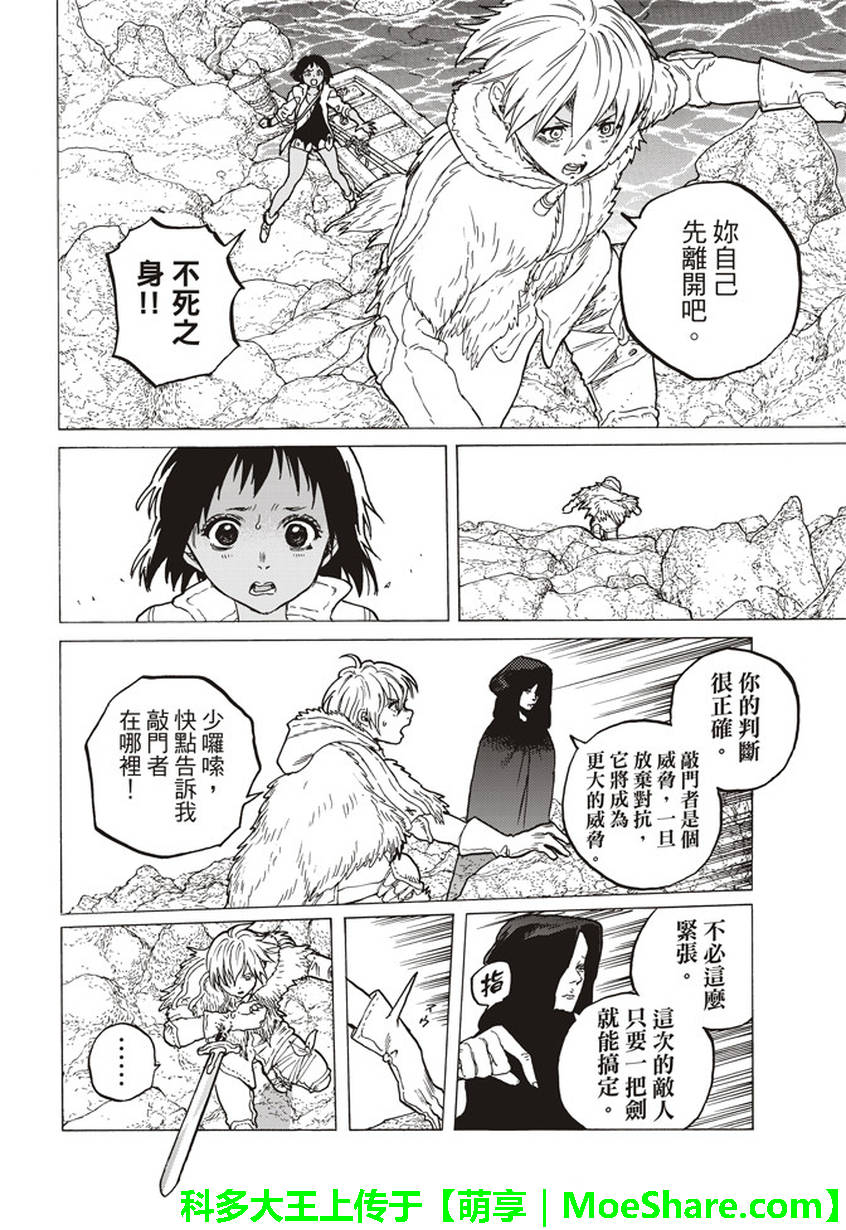 妳自己
先離開吧。
不死之
身!!
你的判斷
很正確。
敲門者是個
威脅，一旦
放棄對抗，
它將成為
更大的威脅。
少囉嗦，
快點告訴我
敲門者
在哪裡！
不必這麼
緊張。
這次的敵人
只要一把劍
就能搞定。
指
……
科多大王上传于【萌享｜MoeShare.com】